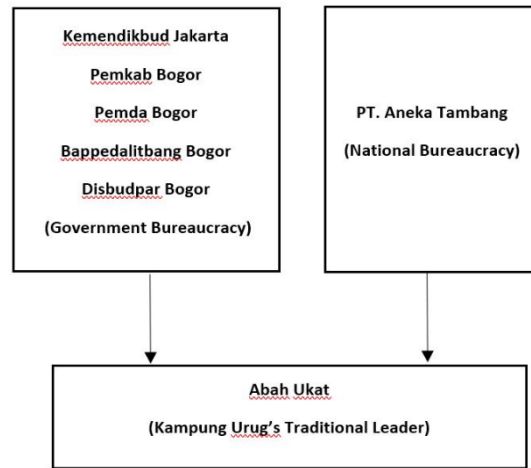 Kemendikbud Jakarta
Pemkab Bogor
Pemda Bogor
Bappedalitbang Bogor
Disbudpar Bogor
(Government Bureaucracy)
PT. Aneka Tambang
(National Bureaucracy)
Abah Ukat
(Kampung Urug’s Traditional Leader)